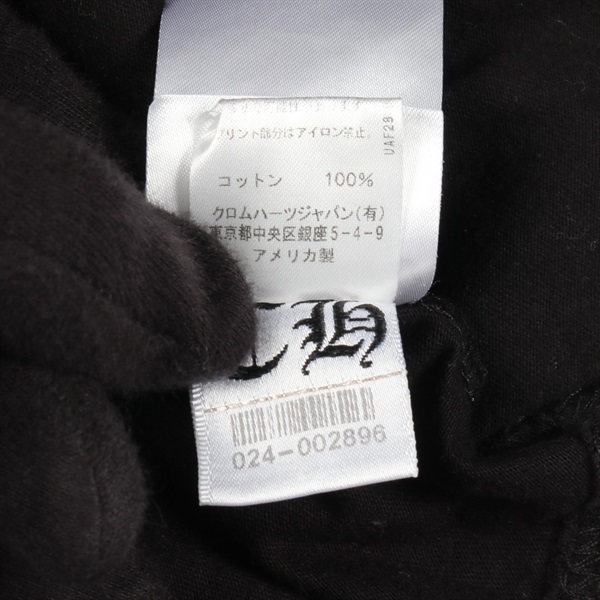 プリント部分はアイロン禁止。
UAF29
コットン 100%
クロムハーツジャパン(有)
東京都中央区銀座5-4-9
アメリカ製
H
024-002896